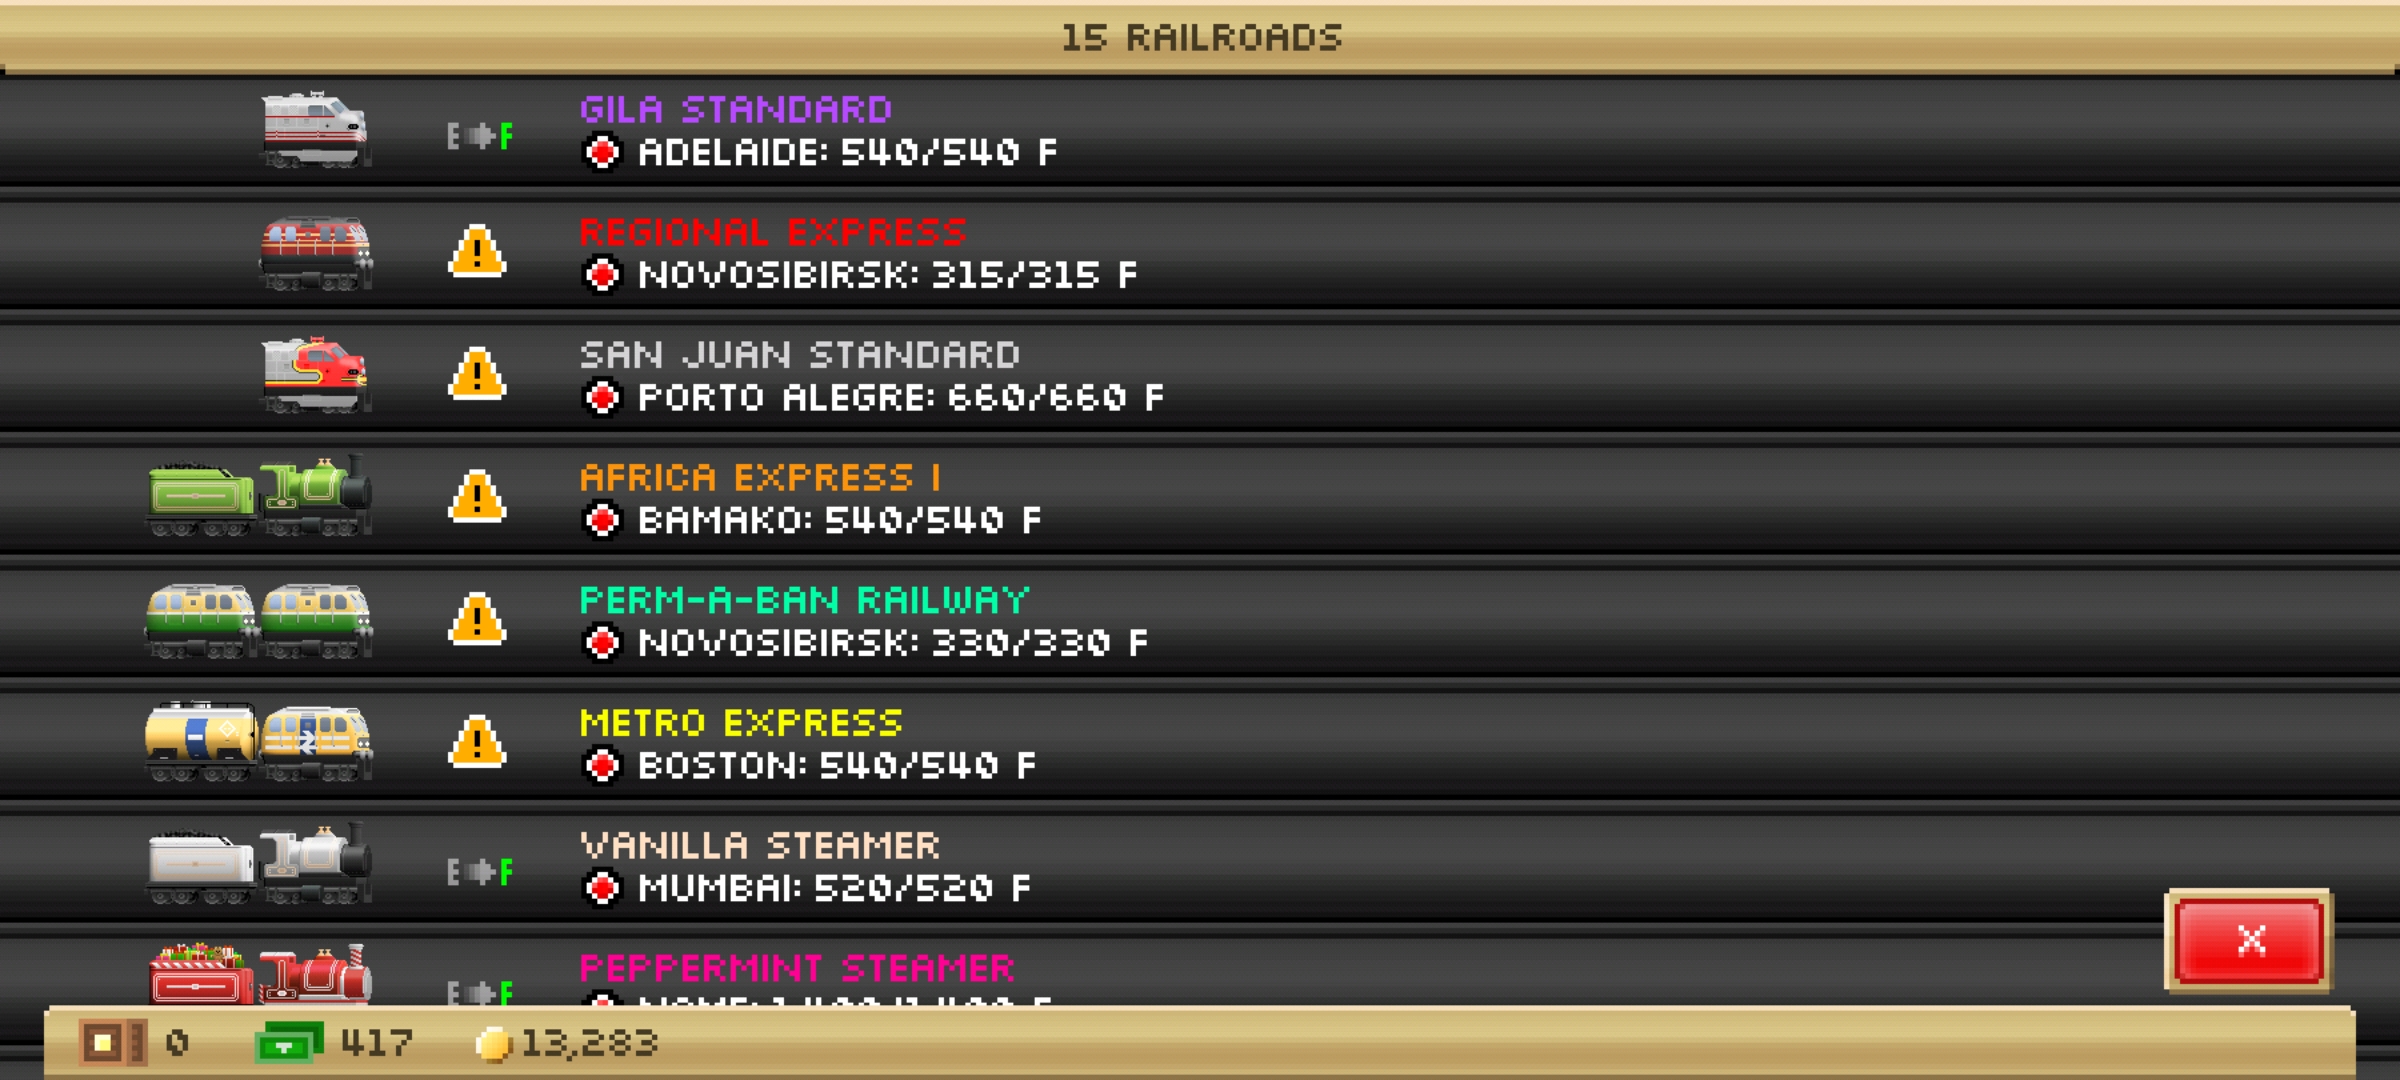 15 RAILROADS
GILA STANDARD
E F
ADELAIDE: 540/540 F
REGIONAL EXPRESS
NOVOSIBIRSK: 315/315 F
SAN JUAN STANDARD
PORTO ALEGRE: 660/660 F
AFRICA EXPRESS I
BAMAKO: 540/540 F
PERM-A-BAN RAILWAY
NOVOSIBIRSK: 330/330 F
METRO EXPRESS
BOSTON: 540/540 F
VANILLA STEAMER
E F
MUMBAI: 520/520 F
PEPPERMINT STEAMER
E F
X
0 417 13,283